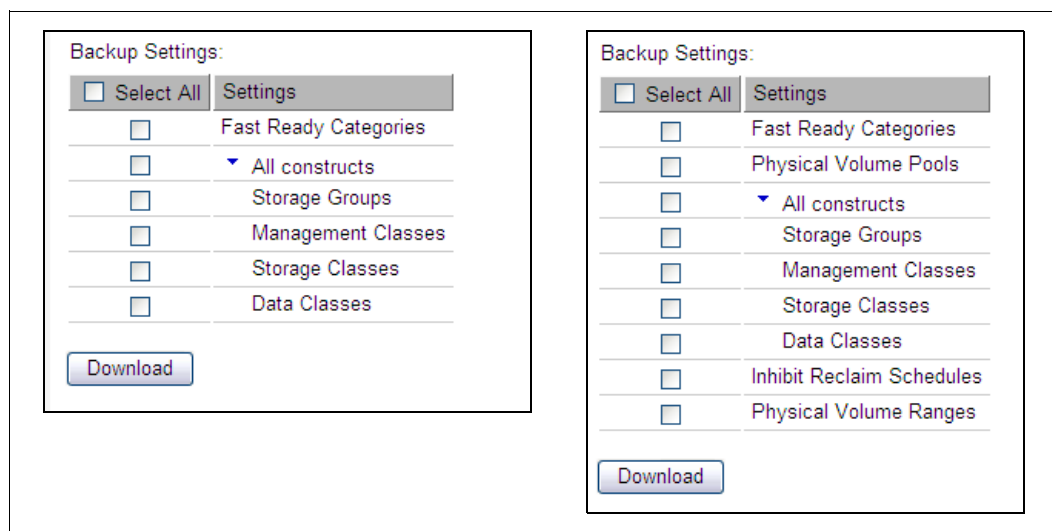 Backup Settings:
Select All Settings
Fast Ready Categories
All constructs
Storage Groups
Management Classes
Storage Classes
Data Classes
Download
Backup Settings:
Select All Settings
Fast Ready Categories
Physical Volume Pools
All constructs
Storage Groups
Management Classes
Storage Classes
Data Classes
Inhibit Reclaim Schedules
Physical Volume Ranges
Download